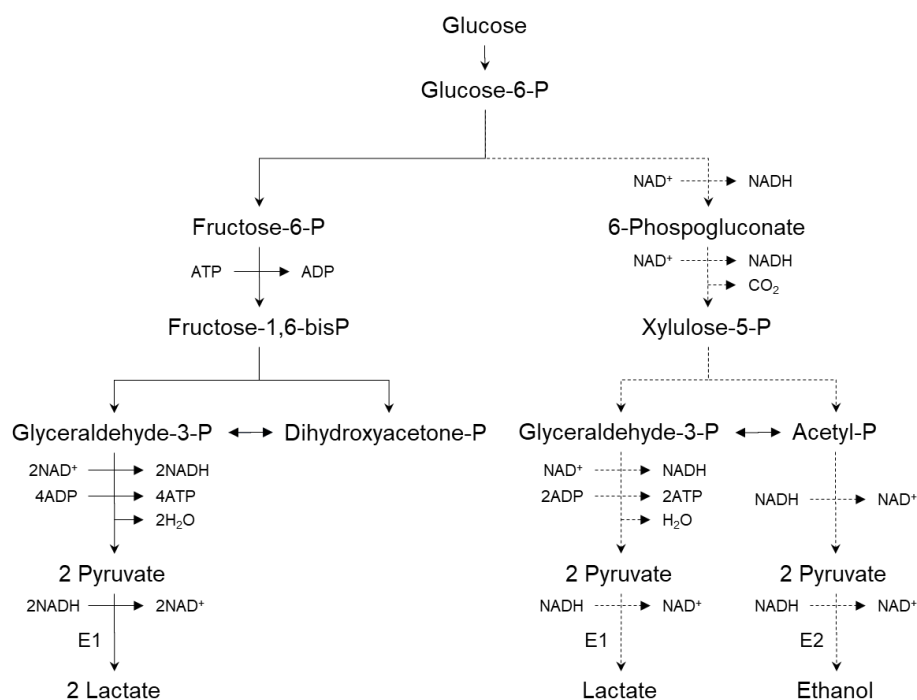 Glucose
Glucose-6-P
NAD⁺ NADH
Fructose-6-P 6-Phospogluconate
ATP ADP NAD⁺ NADH
CO₂
Fructose-1,6-bisP Xylulose-5-P
Glyceraldehyde-3-P Dihydroxyacetone-P Glyceraldehyde-3-P Acetyl-P
2NAD⁺ 2NADH NAD⁺ NADH
4ADP 4ATP 2ADP 2ATP NADH NAD⁺
2H₂O H₂O
2 Pyruvate 2 Pyruvate 2 Pyruvate
2NADH 2NAD⁺ NADH NAD⁺ NADH NAD⁺
E1 E1 E2
2 Lactate Lactate Ethanol